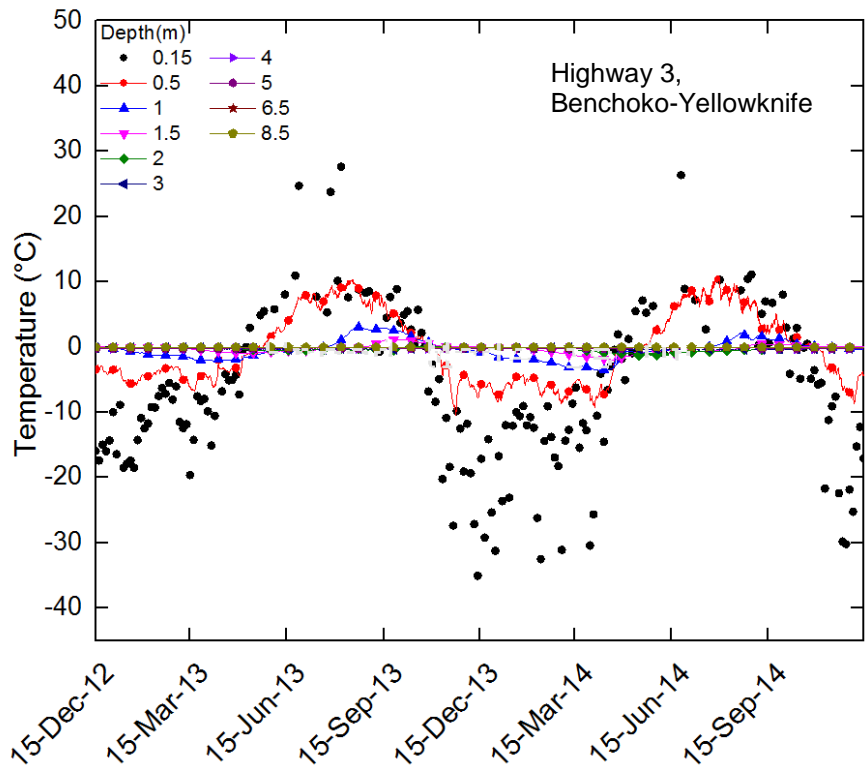 50
40
30
20
10
0
-10
-20
-30
-40
Temperature (°C)
Depth(m)
0.15
0.5
1
1.5
2
3
4
5
6.5
8.5
Highway 3,
Benchoko-Yellowknife
15-Dec-12
15-Mar-13
15-Jun-13
15-Sep-13
15-Dec-13
15-Mar-14
15-Jun-14
15-Sep-14